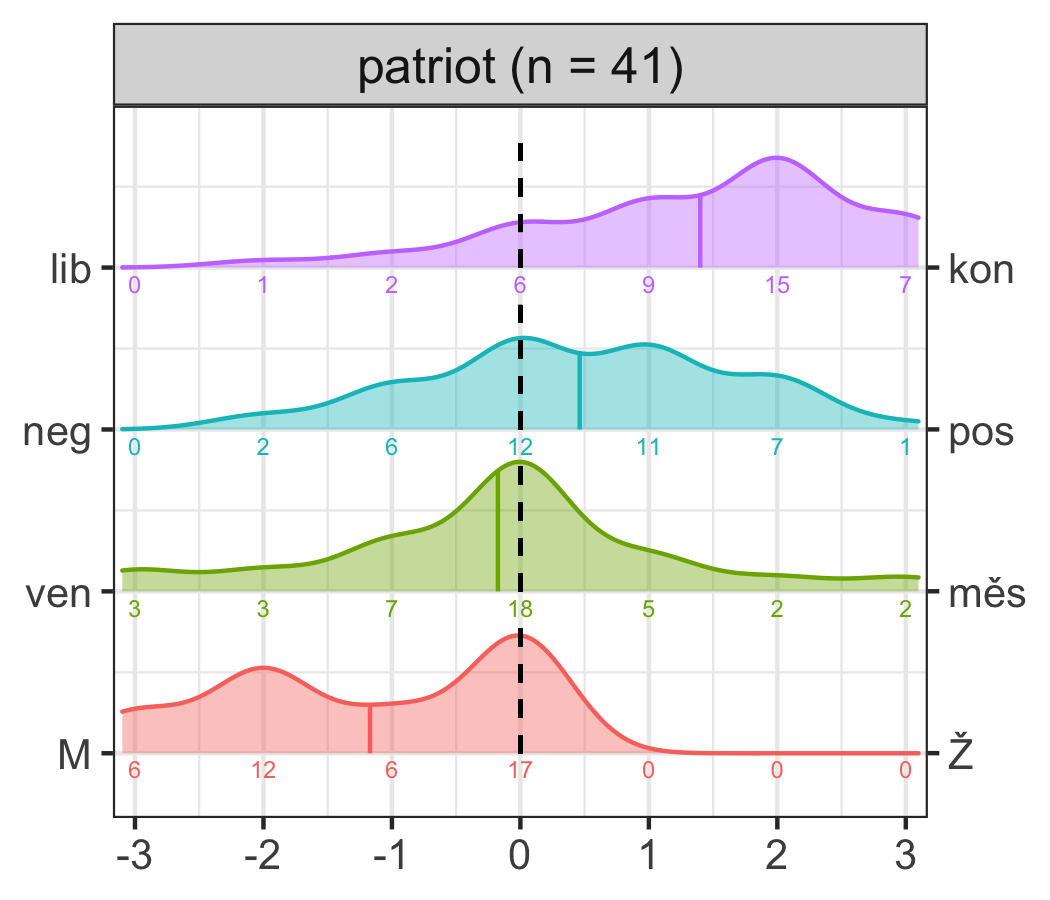 patriot (n = 41)
lib kon
0 1 2 6 9 15 7
neg pos
0 2 6 12 11 7 1
ven měs
3 3 7 18 5 2 2
M Ž
6 12 6 17 0 0 0
-3 -2 -1 0 1 2 3